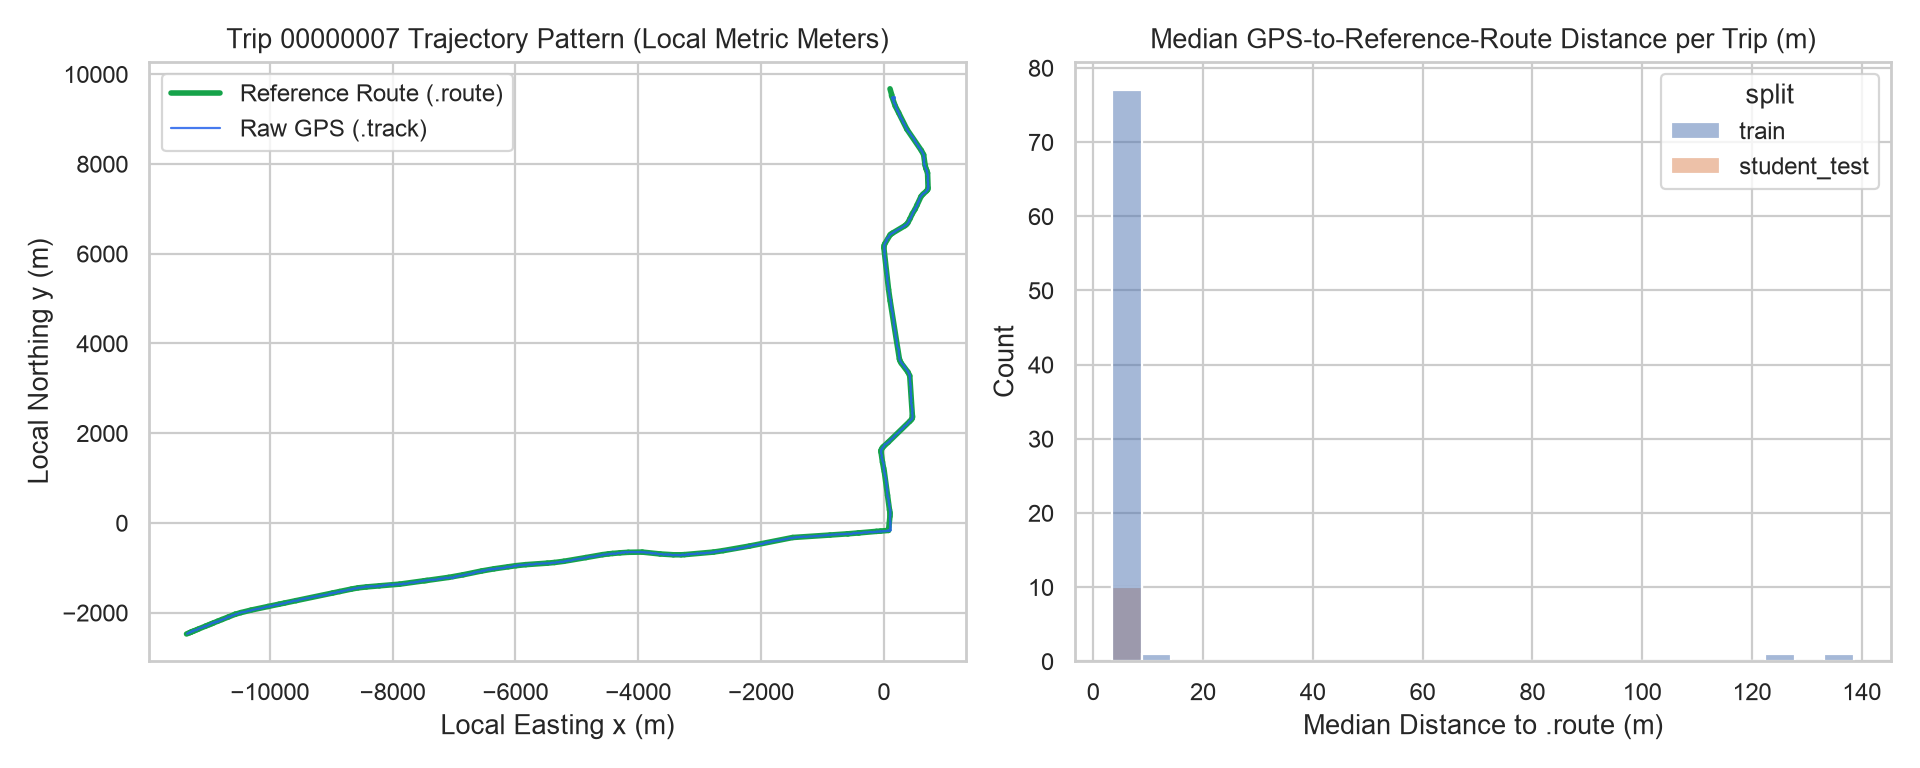 Trip 00000007 Trajectory Pattern (Local Metric Meters)
Reference Route (.route)
Raw GPS (.track)
10000
8000
6000
4000
2000
0
−2000
Local Northing y (m)
−10000
−8000
−6000
−4000
−2000
0
Local Easting x (m)
Median GPS-to-Reference-Route Distance per Trip (m)
split
train
student_test
80
70
60
50
40
30
20
10
0
Count
0
20
40
60
80
100
120
140
Median Distance to .route (m)